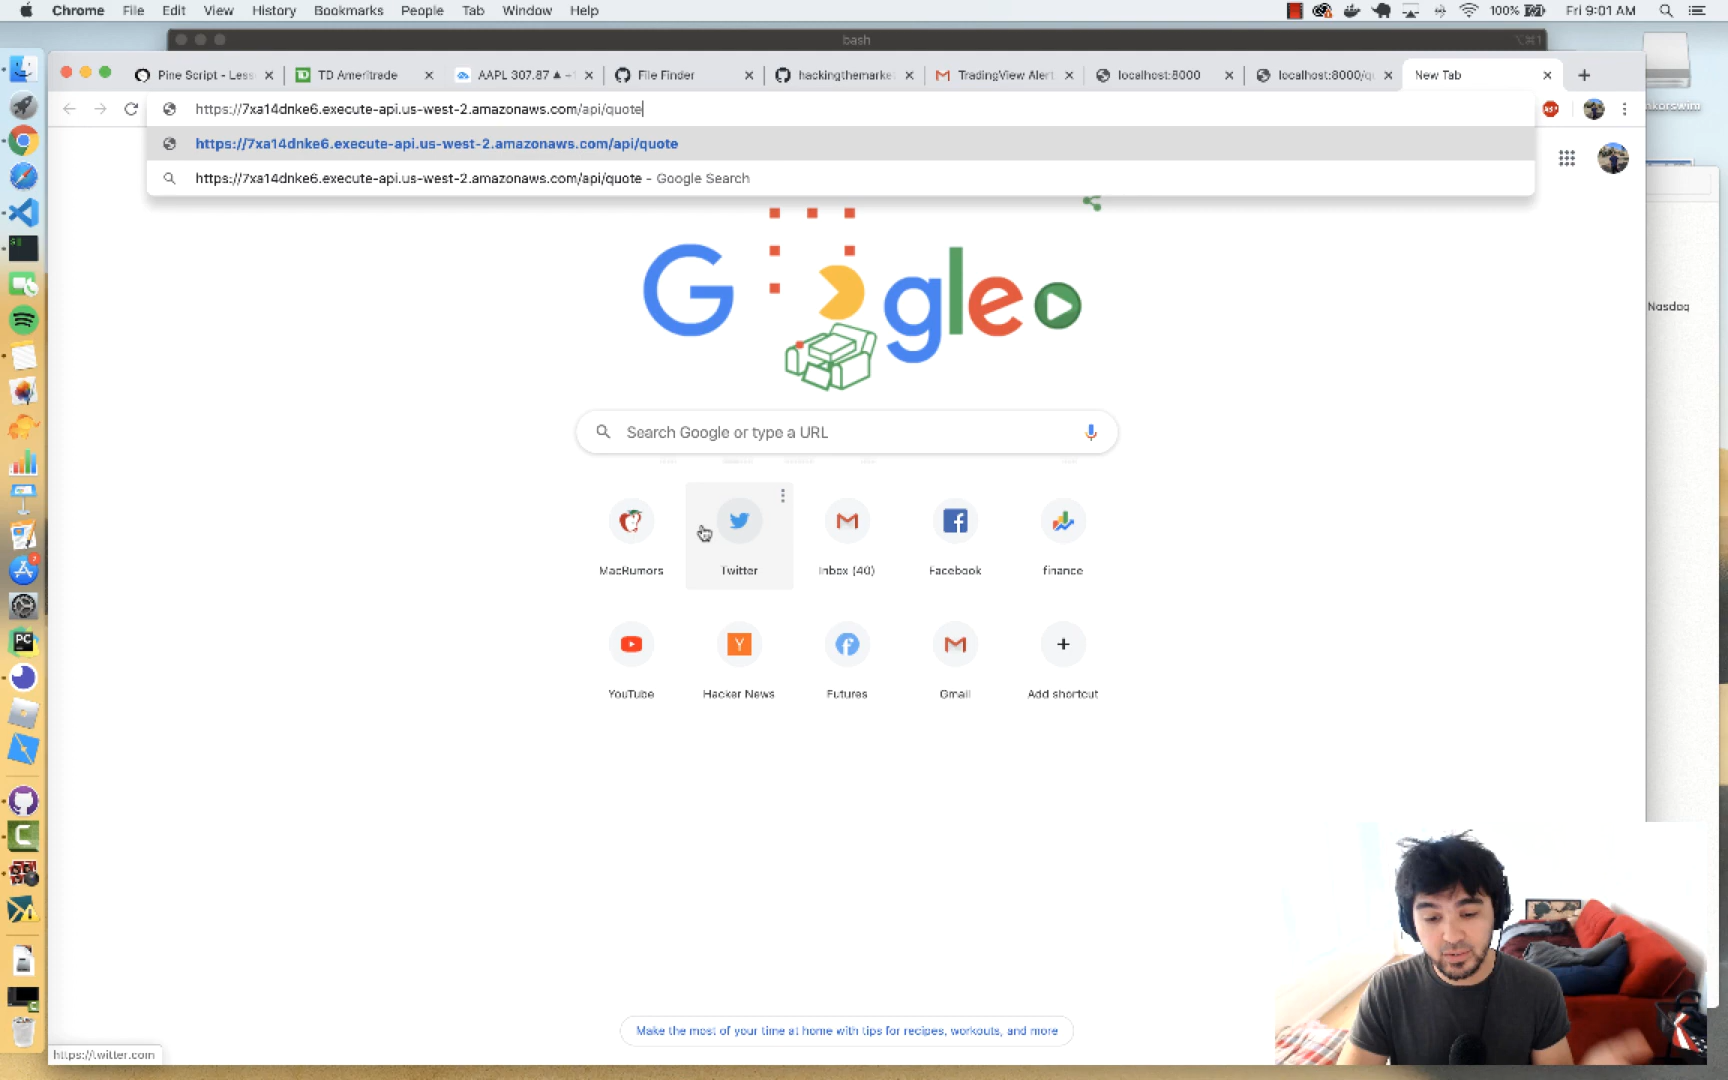 Chrome File Edit View History Bookmarks People Tab Window Help 100% Fri 9:01 AM
bash
Pine Script - Less TD Ameritrade AAPL 307.87 ▲ File Finder hackingthemarke TradingView Alert localhost:8000 localhost:8000/qu New Tab
https://7xa14dnke6.execute-api.us-west-2.amazonaws.com/api/quote
https://7xa14dnke6.execute-api.us-west-2.amazonaws.com/api/quote
https://7xa14dnke6.execute-api.us-west-2.amazonaws.com/api/quote - Google Search
Google
Nasdaq
Search Google or type a URL
MacRumors Twitter Inbox (40) Facebook finance
YouTube Hacker News Futures Gmail Add shortcut
PC
Make the most of your time at home with tips for recipes, workouts, and more
https://twitter.com